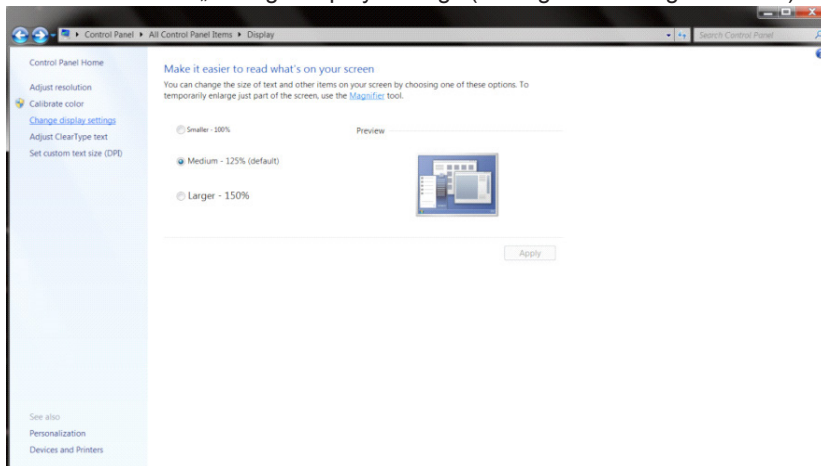 Control Panel ▸ All Control Panel Items ▸ Display
Search Control Panel
Control Panel Home
Adjust resolution
Calibrate color
Change display settings
Adjust ClearType text
Set custom text size (DPI)
Make it easier to read what's on your screen
You can change the size of text and other items on your screen by choosing one of these options. To
temporarily enlarge just part of the screen, use the Magnifier tool.
Smaller - 100%
Preview
Medium - 125% (default)
Larger - 150%
Apply
See also
Personalization
Devices and Printers